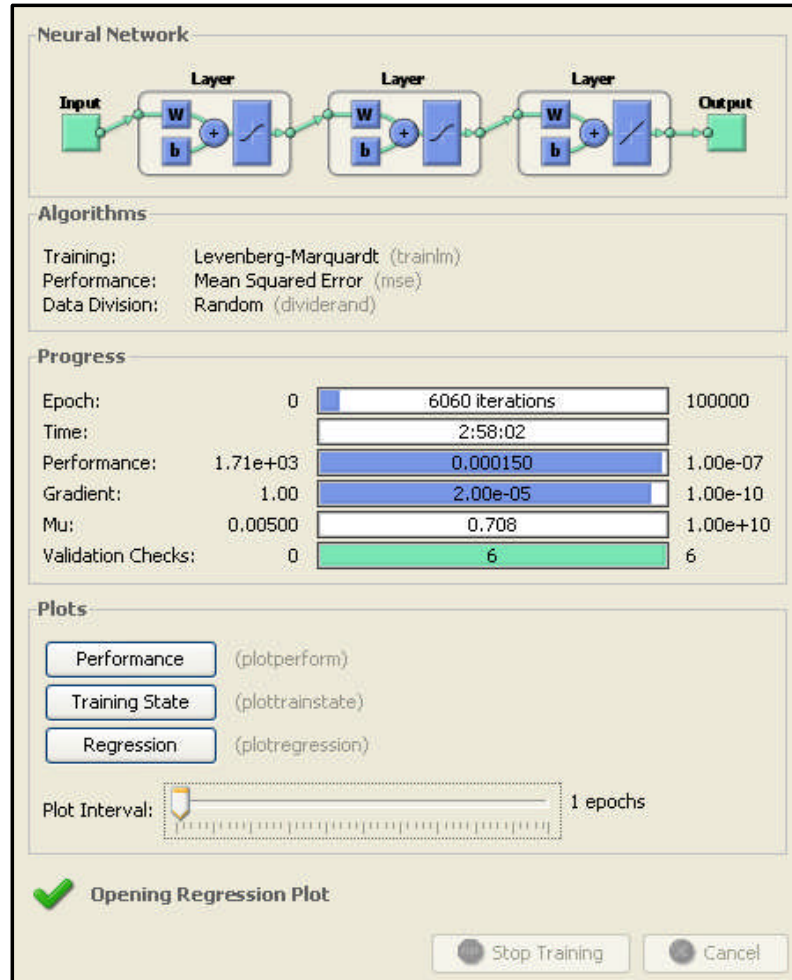 Neural Network
Layer Layer Layer
Input Output
W W W
b b b
Algorithms
Training: Levenberg-Marquardt (trainlm)
Performance: Mean Squared Error (mse)
Data Division: Random (dividerand)
Progress
Epoch: 0 6060 iterations 100000
Time: 2:58:02
Performance: 1.71e+03 0.000150 1.00e-07
Gradient: 1.00 2.00e-05 1.00e-10
Mu: 0.00500 0.708 1.00e+10
Validation Checks: 0 6 6
Plots
Performance (plotperform)
Training State (plottrainstate)
Regression (plotregression)
Plot Interval: 1 epochs
Opening Regression Plot
Stop Training Cancel